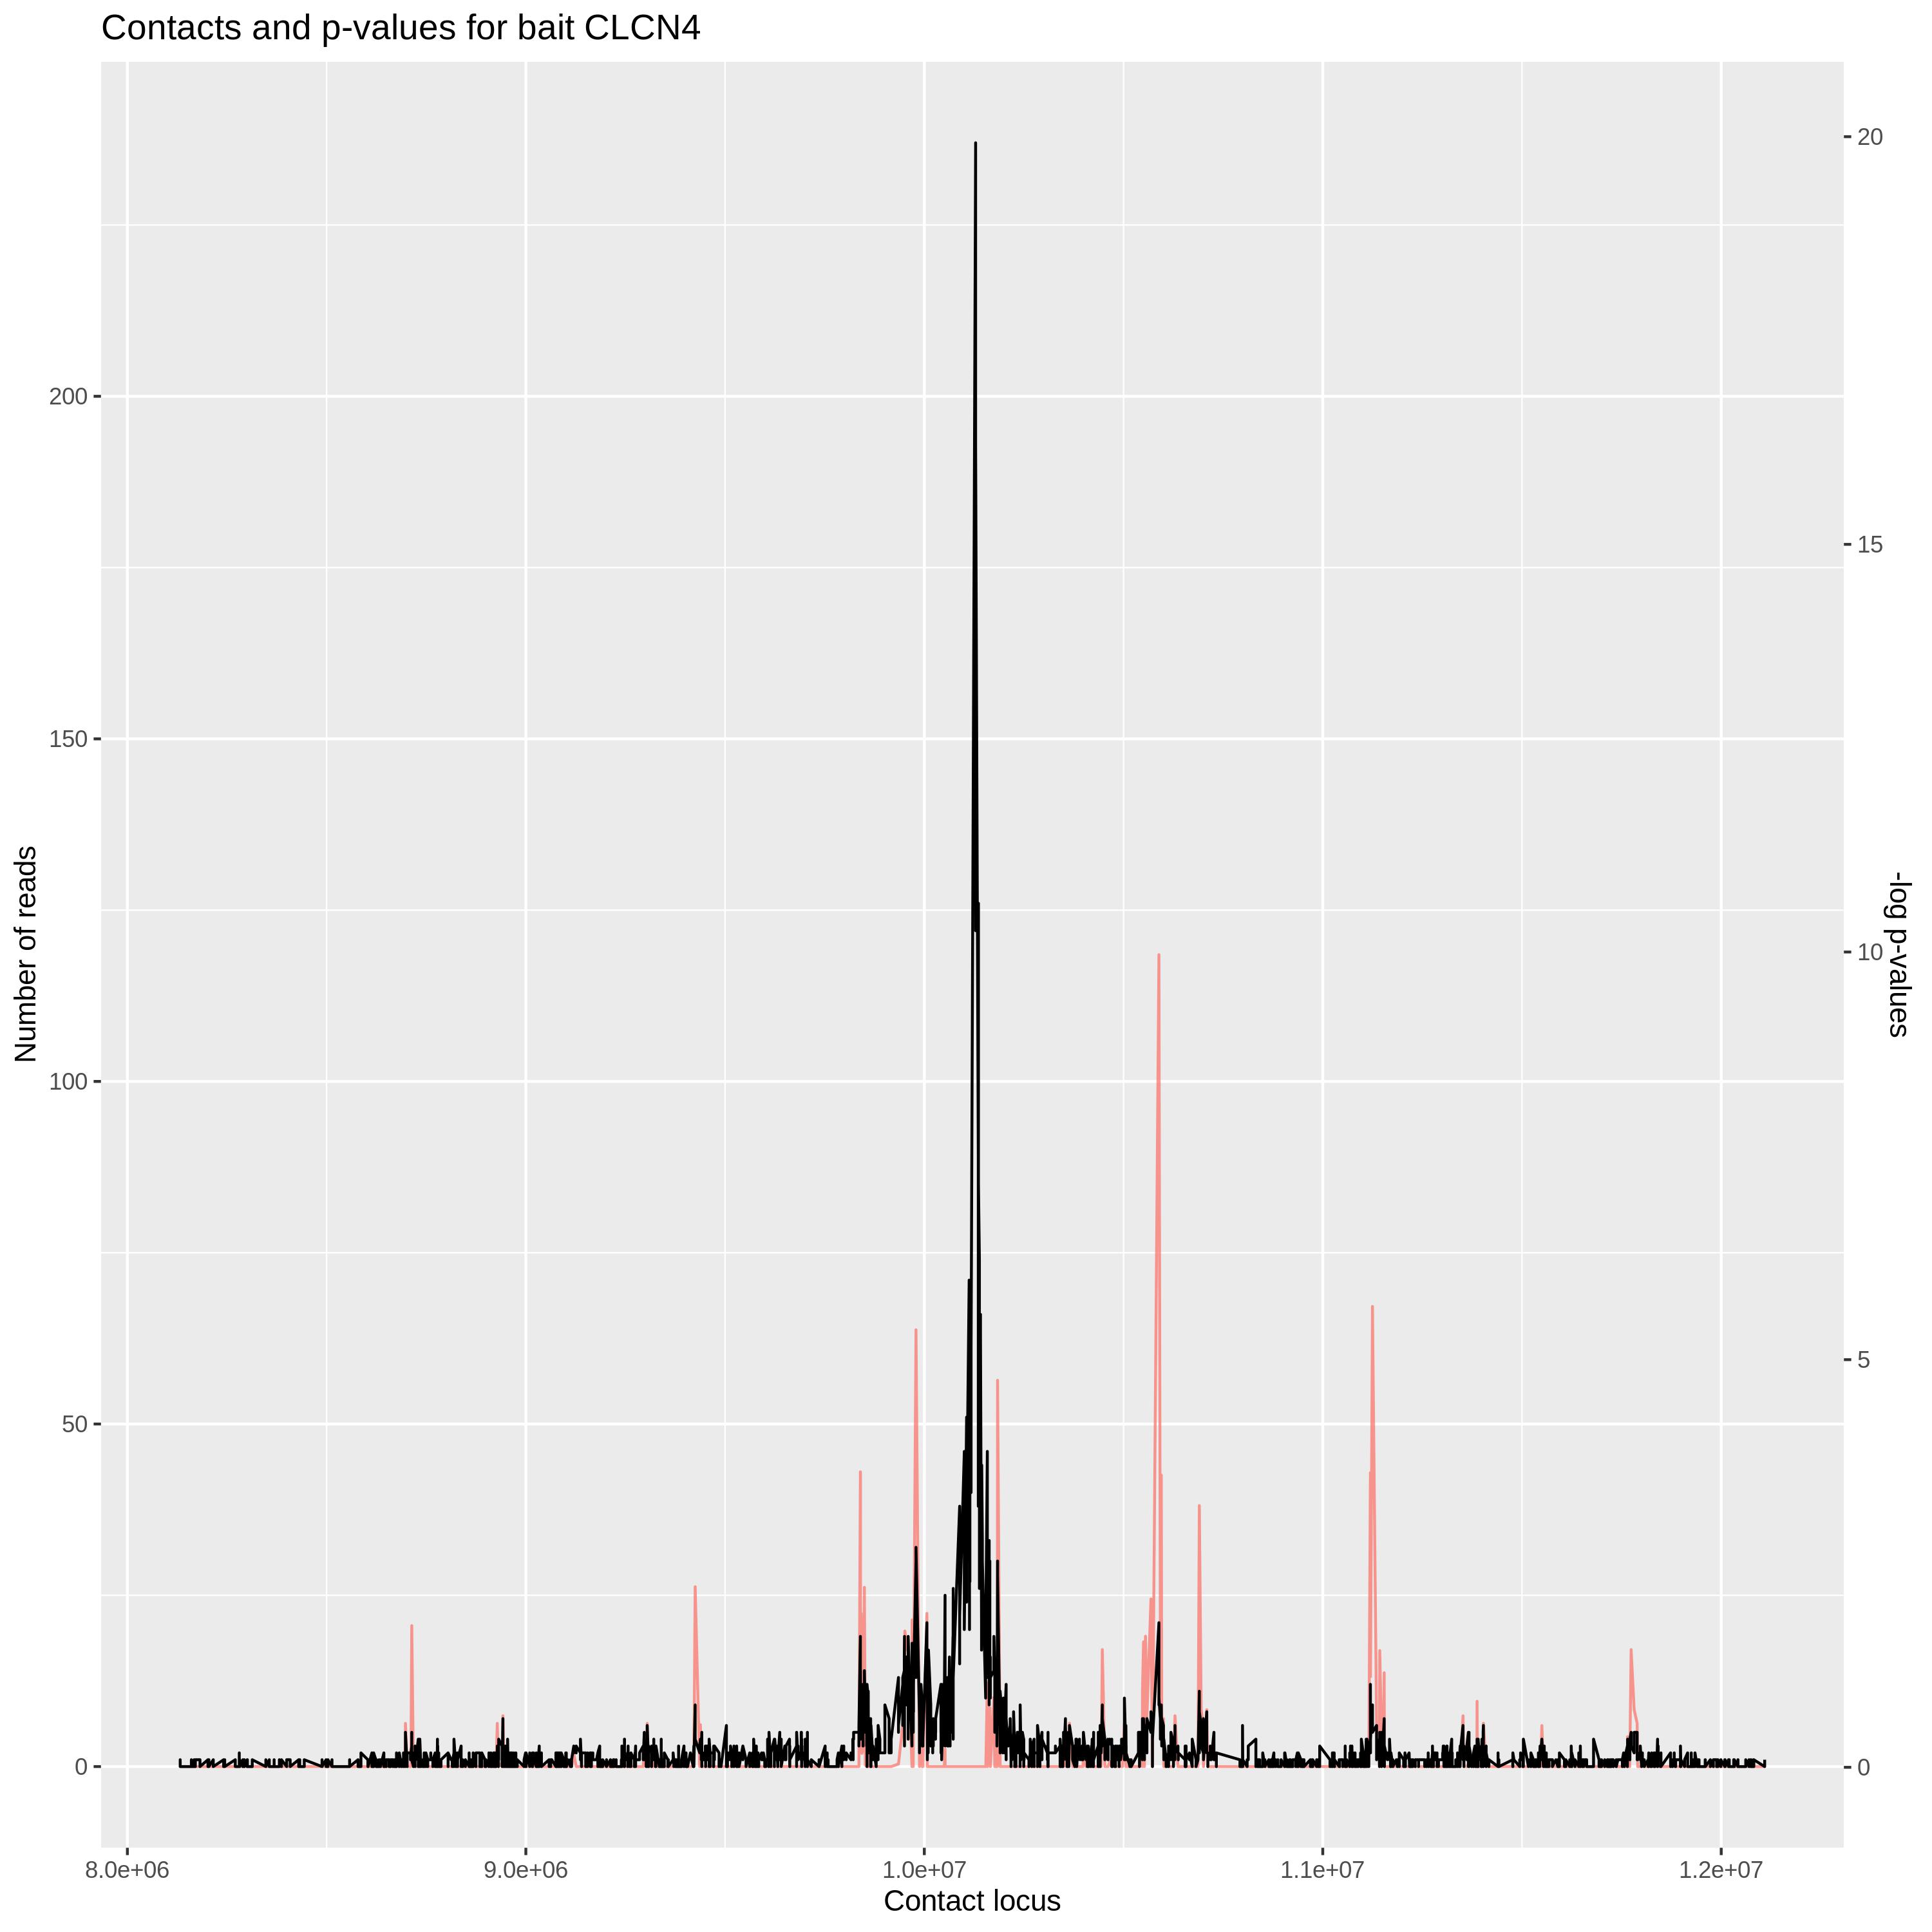 Contacts and p-values for bait CLCN4
Number of reads
200
150
100
50
0
20
15
10
5
0
-log p-values
8.0e+06
9.0e+06
1.0e+07
1.1e+07
1.2e+07
Contact locus